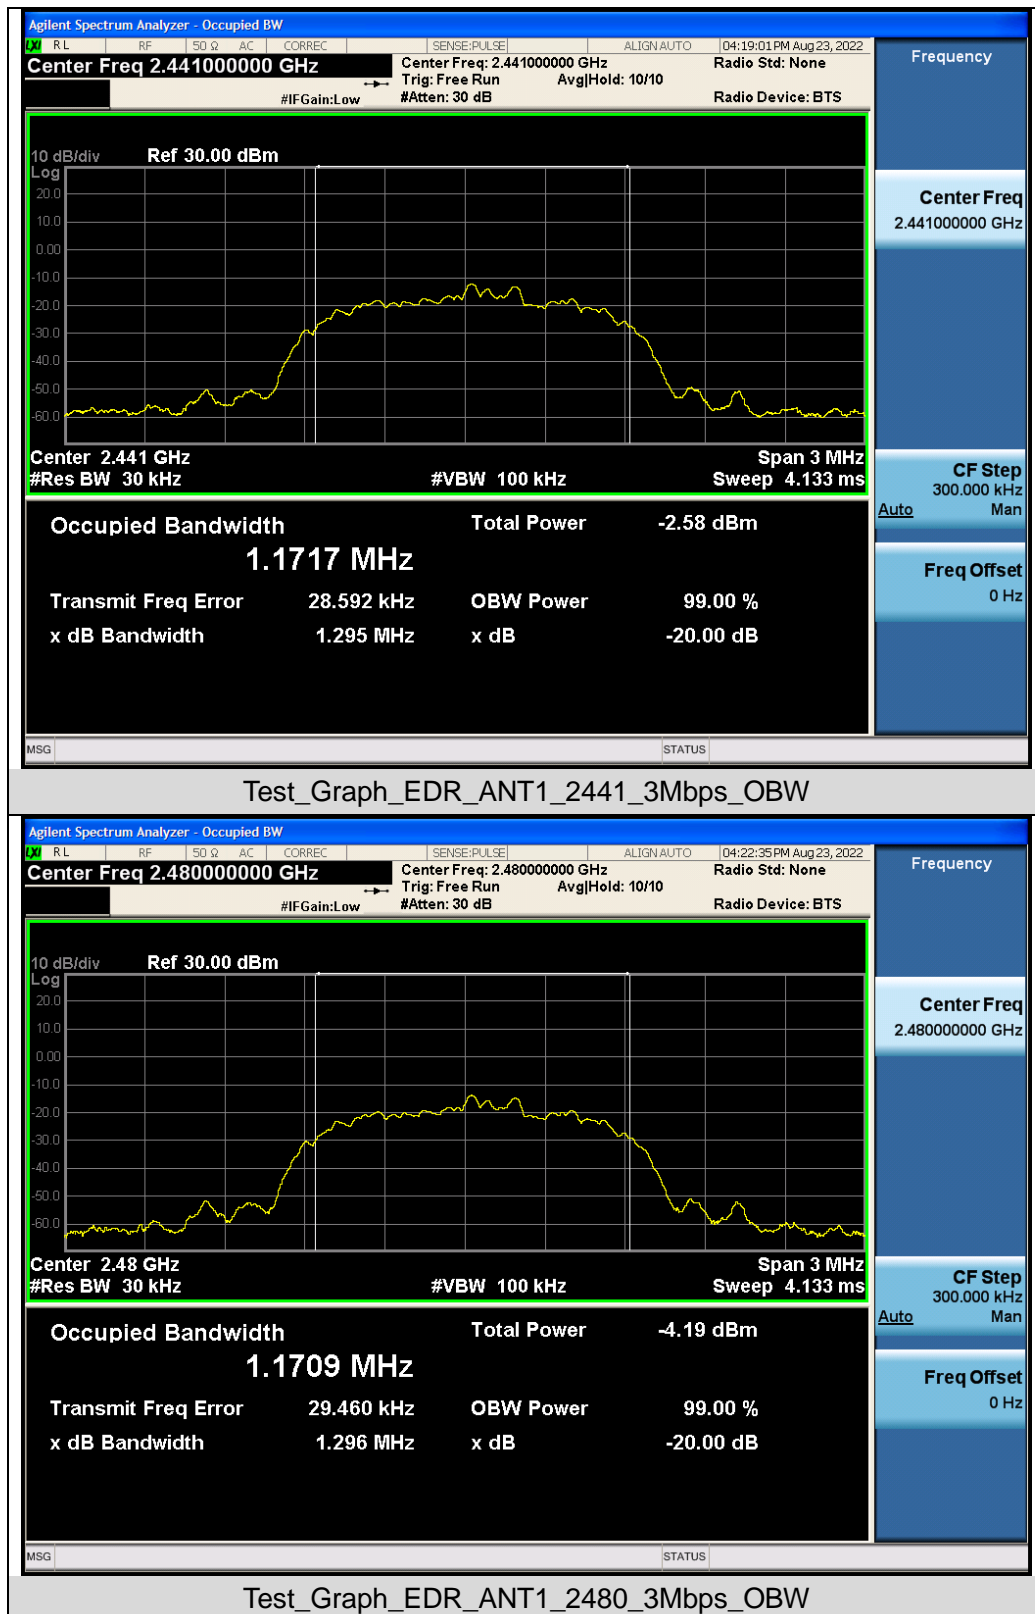 Agilent Spectrum Analyzer - Occupied BW
LXI RL RF 50 Ω AC CORREC SENSE:PULSE ALIGN AUTO 04:19:01 PM Aug 23, 2022
Center Freq 2.441000000 GHz Center Freq: 2.441000000 GHz Radio Std: None Frequency
Trig: Free Run Avg|Hold: 10/10
#IFGain:Low #Atten: 30 dB Radio Device: BTS
10 dB/div Ref 30.00 dBm
Log
20.0
10.0
0.00
-10.0
-20.0
-30.0
-40.0
-50.0
-60.0
Center Freq
2.441000000 GHz
Center 2.441 GHz Span 3 MHz
#Res BW 30 kHz #VBW 100 kHz Sweep 4.133 ms
CF Step
300.000 kHz
Auto Man
Occupied Bandwidth Total Power -2.58 dBm
1.1717 MHz
Transmit Freq Error 28.592 kHz OBW Power 99.00 %
x dB Bandwidth 1.295 MHz x dB -20.00 dB
Freq Offset
0 Hz
MSG STATUS
Test_Graph_EDR_ANT1_2441_3Mbps_OBW
Agilent Spectrum Analyzer - Occupied BW
LXI RL RF 50 Ω AC CORREC SENSE:PULSE ALIGN AUTO 04:22:35 PM Aug 23, 2022
Center Freq 2.480000000 GHz Center Freq: 2.480000000 GHz Radio Std: None Frequency
Trig: Free Run Avg|Hold: 10/10
#IFGain:Low #Atten: 30 dB Radio Device: BTS
10 dB/div Ref 30.00 dBm
Log
20.0
10.0
0.00
-10.0
-20.0
-30.0
-40.0
-50.0
-60.0
Center Freq
2.480000000 GHz
Center 2.48 GHz Span 3 MHz
#Res BW 30 kHz #VBW 100 kHz Sweep 4.133 ms
CF Step
300.000 kHz
Auto Man
Occupied Bandwidth Total Power -4.19 dBm
1.1709 MHz
Transmit Freq Error 29.460 kHz OBW Power 99.00 %
x dB Bandwidth 1.296 MHz x dB -20.00 dB
Freq Offset
0 Hz
MSG STATUS
Test_Graph_EDR_ANT1_2480_3Mbps_OBW